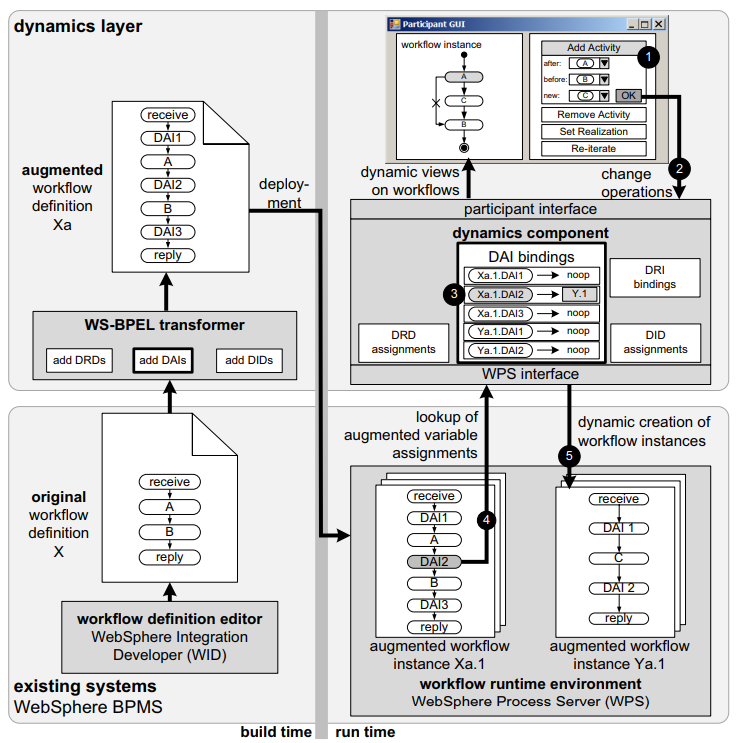 dynamics layer
receive
DAI1
A
DAI2
B
DAI3
reply
augmented
workflow
definition
Xa
deploy-
ment
WS-BPEL transformer
add DRDs
add DAIs
add DIDs
original
workflow
definition
X
receive
A
B
reply
workflow definition editor
WebSphere Integration
Developer (WID)
existing systems
WebSphere BPMS
build time
Participant GUI
workflow instance
A
C
B
Add Activity
after:
A
before:
B
new:
C
OK
Remove Activity
Set Realization
Re-iterate
1
2
dynamic views
on workflows
change
operations
participant interface
dynamics component
DAI bindings
Xa.1.DAI1
noop
3
Xa.1.DAI2
Y.1
Xa.1.DAI3
noop
Ya.1.DAI1
noop
Ya.1.DAI2
noop
DRI
bindings
DRD
assignments
DID
assignments
WPS interface
lookup of
augmented variable
assignments
4
dynamic creation of
workflow instances
5
receive
DAI1
A
DAI2
B
DAI3
reply
augmented workflow
instance Xa.1
receive
DAI 1
C
DAI 2
reply
augmented workflow
instance Ya.1
workflow runtime environment
WebSphere Process Server (WPS)
run time